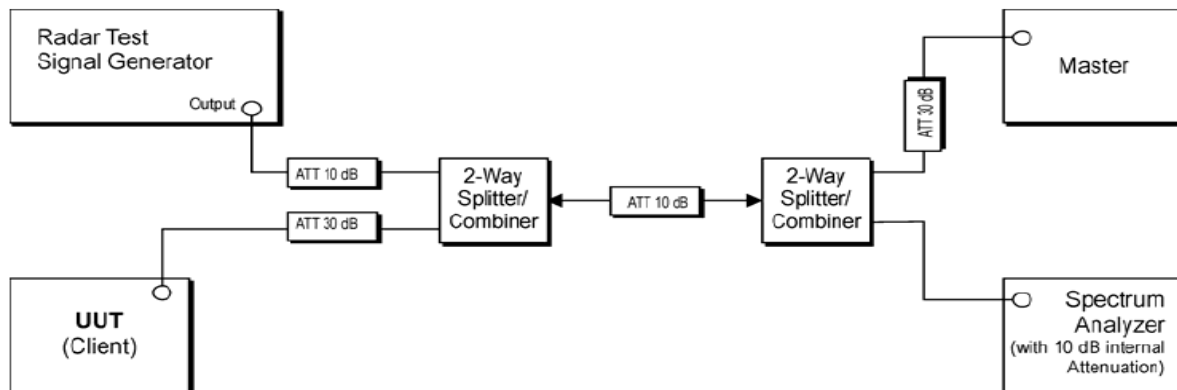 Radar Test
Signal Generator
Output
ATT 10 dB
2-Way
Splitter/
Combiner
ATT 30 dB
UUT
(Client)
ATT 10 dB
2-Way
Splitter/
Combiner
ATT 30 dB
Master
Spectrum
Analyzer
(with 10 dB internal
Attenuation)